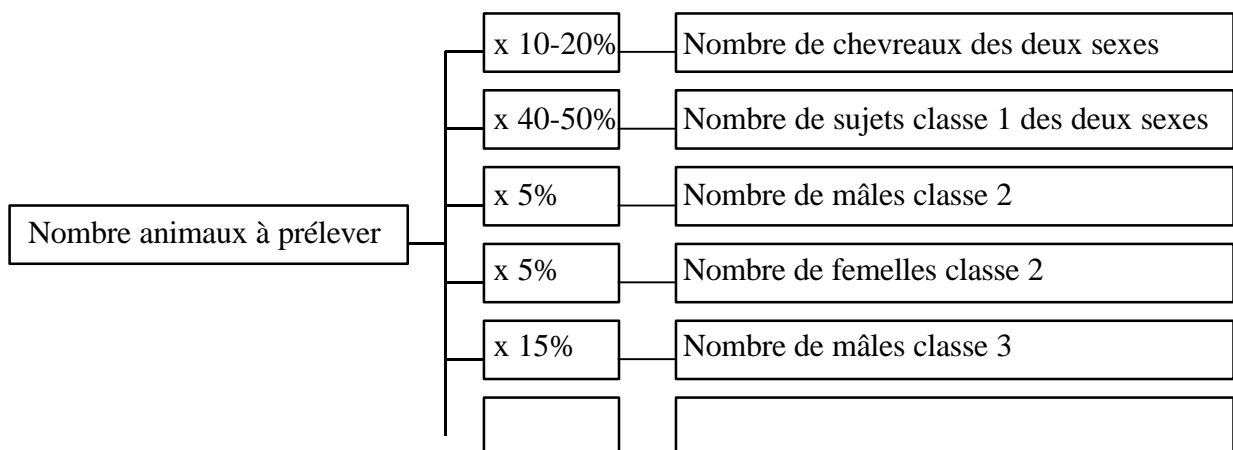 x 10-20% Nombre de chevreaux des deux sexes
x 40-50% Nombre de sujets classe 1 des deux sexes
x 5% Nombre de mâles classe 2
Nombre animaux à prélever
x 5% Nombre de femelles classe 2
x 15% Nombre de mâles classe 3